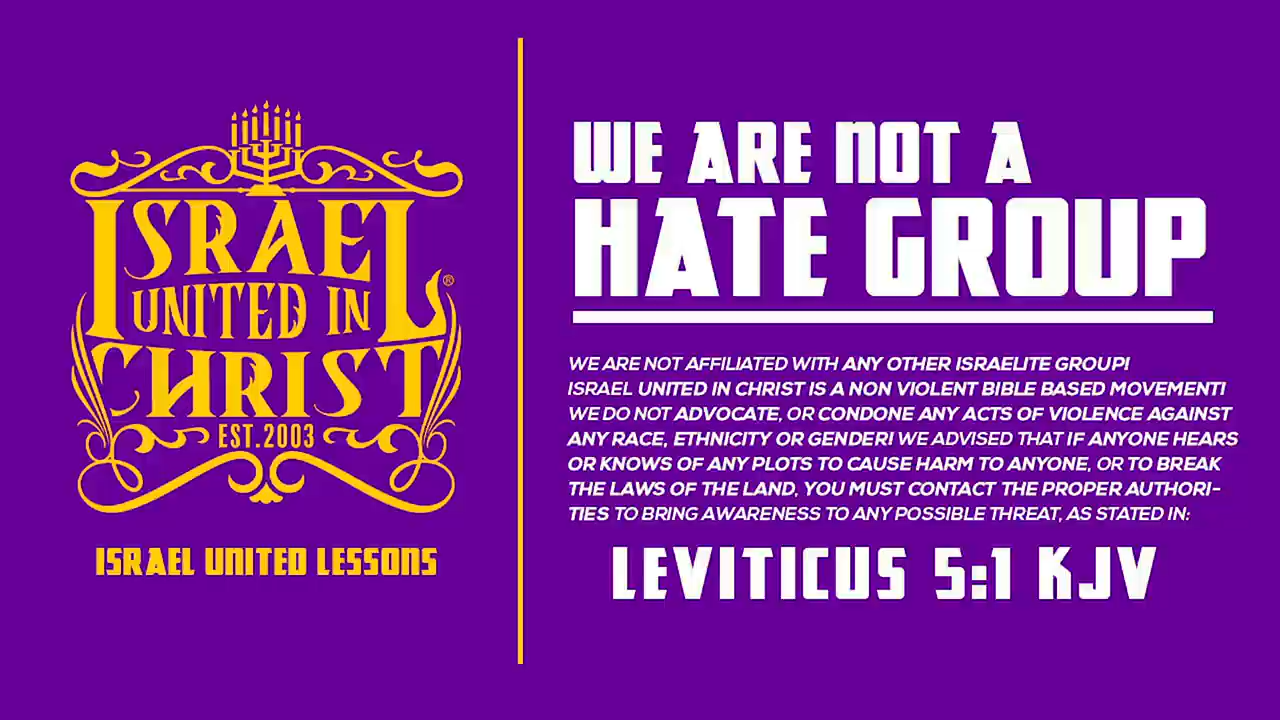 ISRAEL
UNITED IN
CHRIST
®
EST.2003
ISRAEL UNITED LESSONS
WE ARE NOT A
HATE GROUP
WE ARE NOT AFFILIATED WITH ANY OTHER ISRAELITE GROUP!
ISRAEL UNITED IN CHRIST IS A NON VIOLENT BIBLE BASED MOVEMENT!
WE DO NOT ADVOCATE, OR CONDONE ANY ACTS OF VIOLENCE AGAINST
ANY RACE, ETHNICITY OR GENDER! WE ADVISED THAT IF ANYONE HEARS
OR KNOWS OF ANY PLOTS TO CAUSE HARM TO ANYONE, OR TO BREAK
THE LAWS OF THE LAND, YOU MUST CONTACT THE PROPER AUTHORI-
TIES TO BRING AWARENESS TO ANY POSSIBLE THREAT, AS STATED IN:
LEVITICUS 5:1 KJV